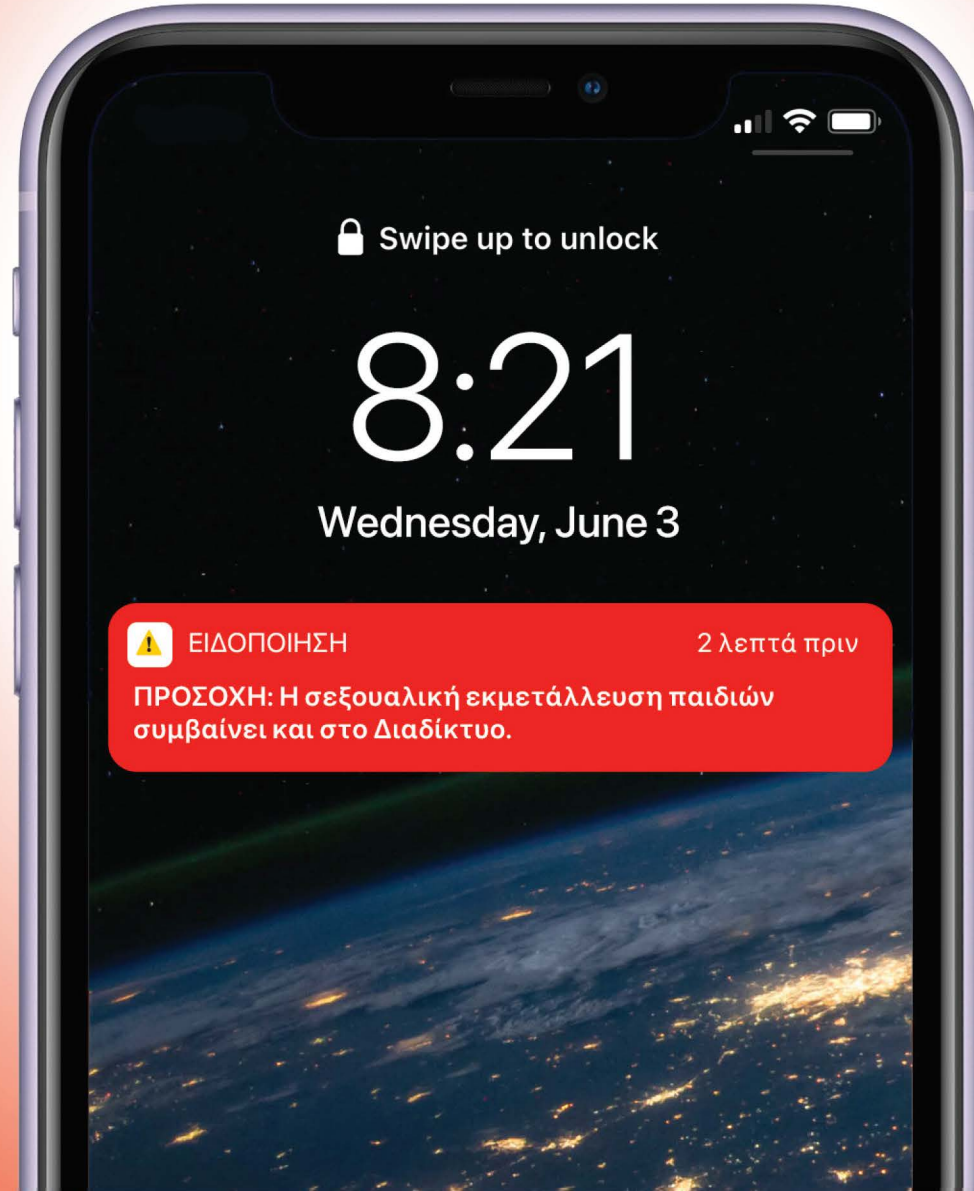 Swipe up to unlock
8:21
Wednesday, June 3
ΕΙΔΟΠΟΙΗΣΗ 2 λεπτά πριν
ΠΡΟΣΟΧΗ: Η σεξουαλική εκμετάλλευση παιδιών
συμβαίνει και στο Διαδίκτυο.